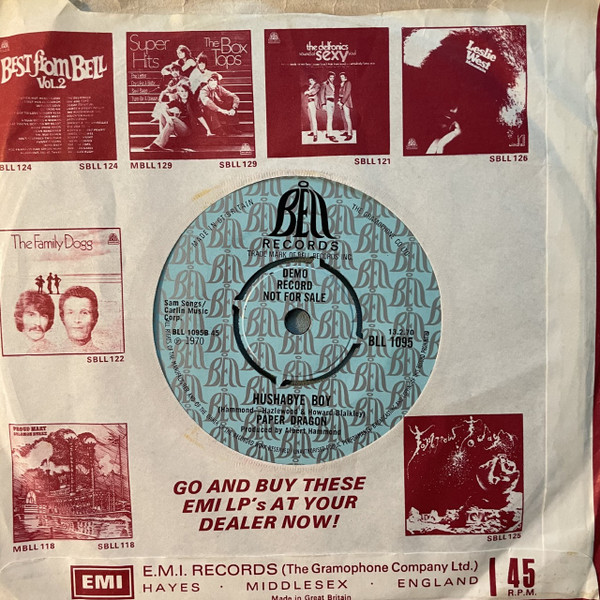 BEST from BELL
VOL.2
BLL 124
SBLL 124
Super
Hits
The Box
Tops
MBLL 129
SBLL 129
the delfonics
sexy
SBLL 121
Leslie
West
SBLL 126
The Family Dogg
SBLL 122
BELL
RECORDS
TRADE MARK OF BELL RECORDS INC.
MADE IN GT. BRITAIN
DEMO
RECORD
NOT FOR SALE
Sam Songs/
Carlin Music
Corp.
BLL 1095B 45
℗ 1970
13.2.70
BLL 1095
HUSHABYE BOY
(Hammond—Hazlewood & Howard Blaikley)
PAPER DRAGON
Produced by Albert Hammond
PROUD MARY
SOLOMON BURKE
MBLL 118
SBLL 118
SBLL 125
GO AND BUY THESE
EMI LP's AT YOUR
DEALER NOW!
EMI
E.M.I. RECORDS (The Gramophone Company Ltd.)
HAYES · MIDDLESEX · ENGLAND
Made in Great Britain
45
R.P.M.